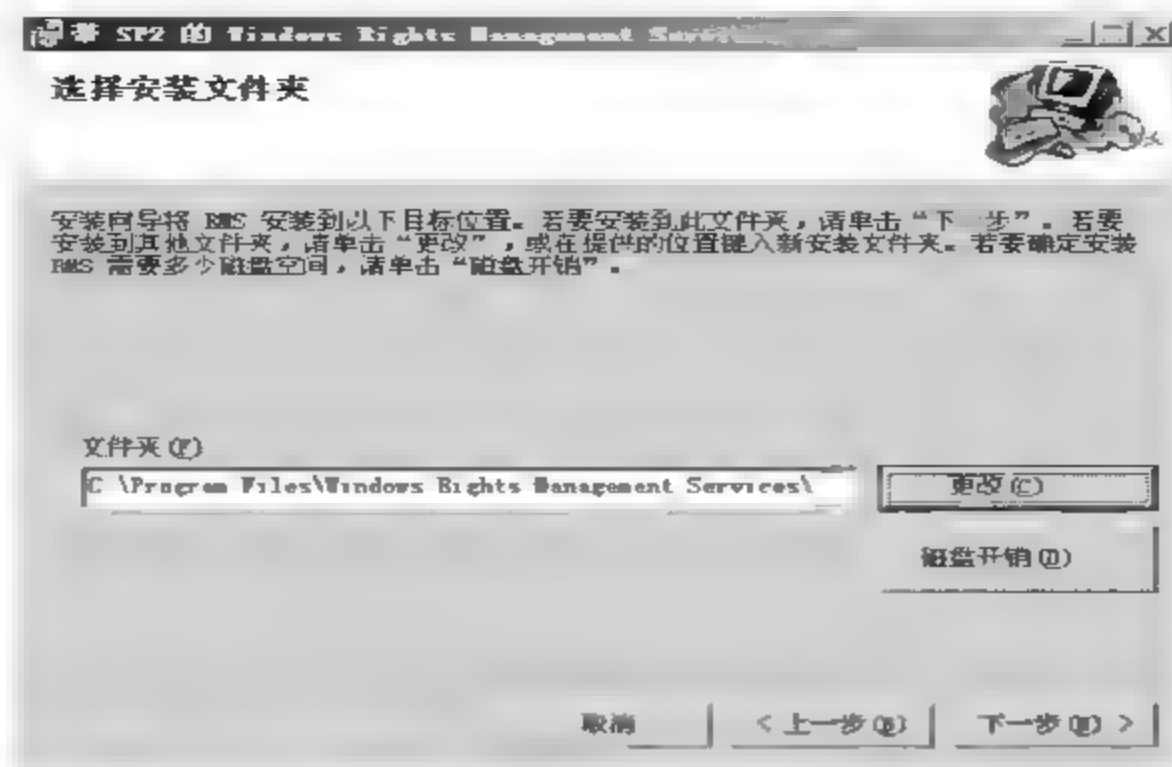 带 SP2 的 Windows Rights Management Services
选择安装文件夹
安装向导将 RMS 安装到以下目标位置。若要安装到此文件夹，请单击“下一步”。若要
安装到其他文件夹，请单击“更改”，或在提供的位置键入新安装文件夹。若要确定安装
RMS 需要多少磁盘空间，请单击“磁盘开销”。
文件夹(F)
C:\Program Files\Windows Rights Management Services\
更改(C)
磁盘开销(D)
取消
< 上一步(B)
下一步(N) >